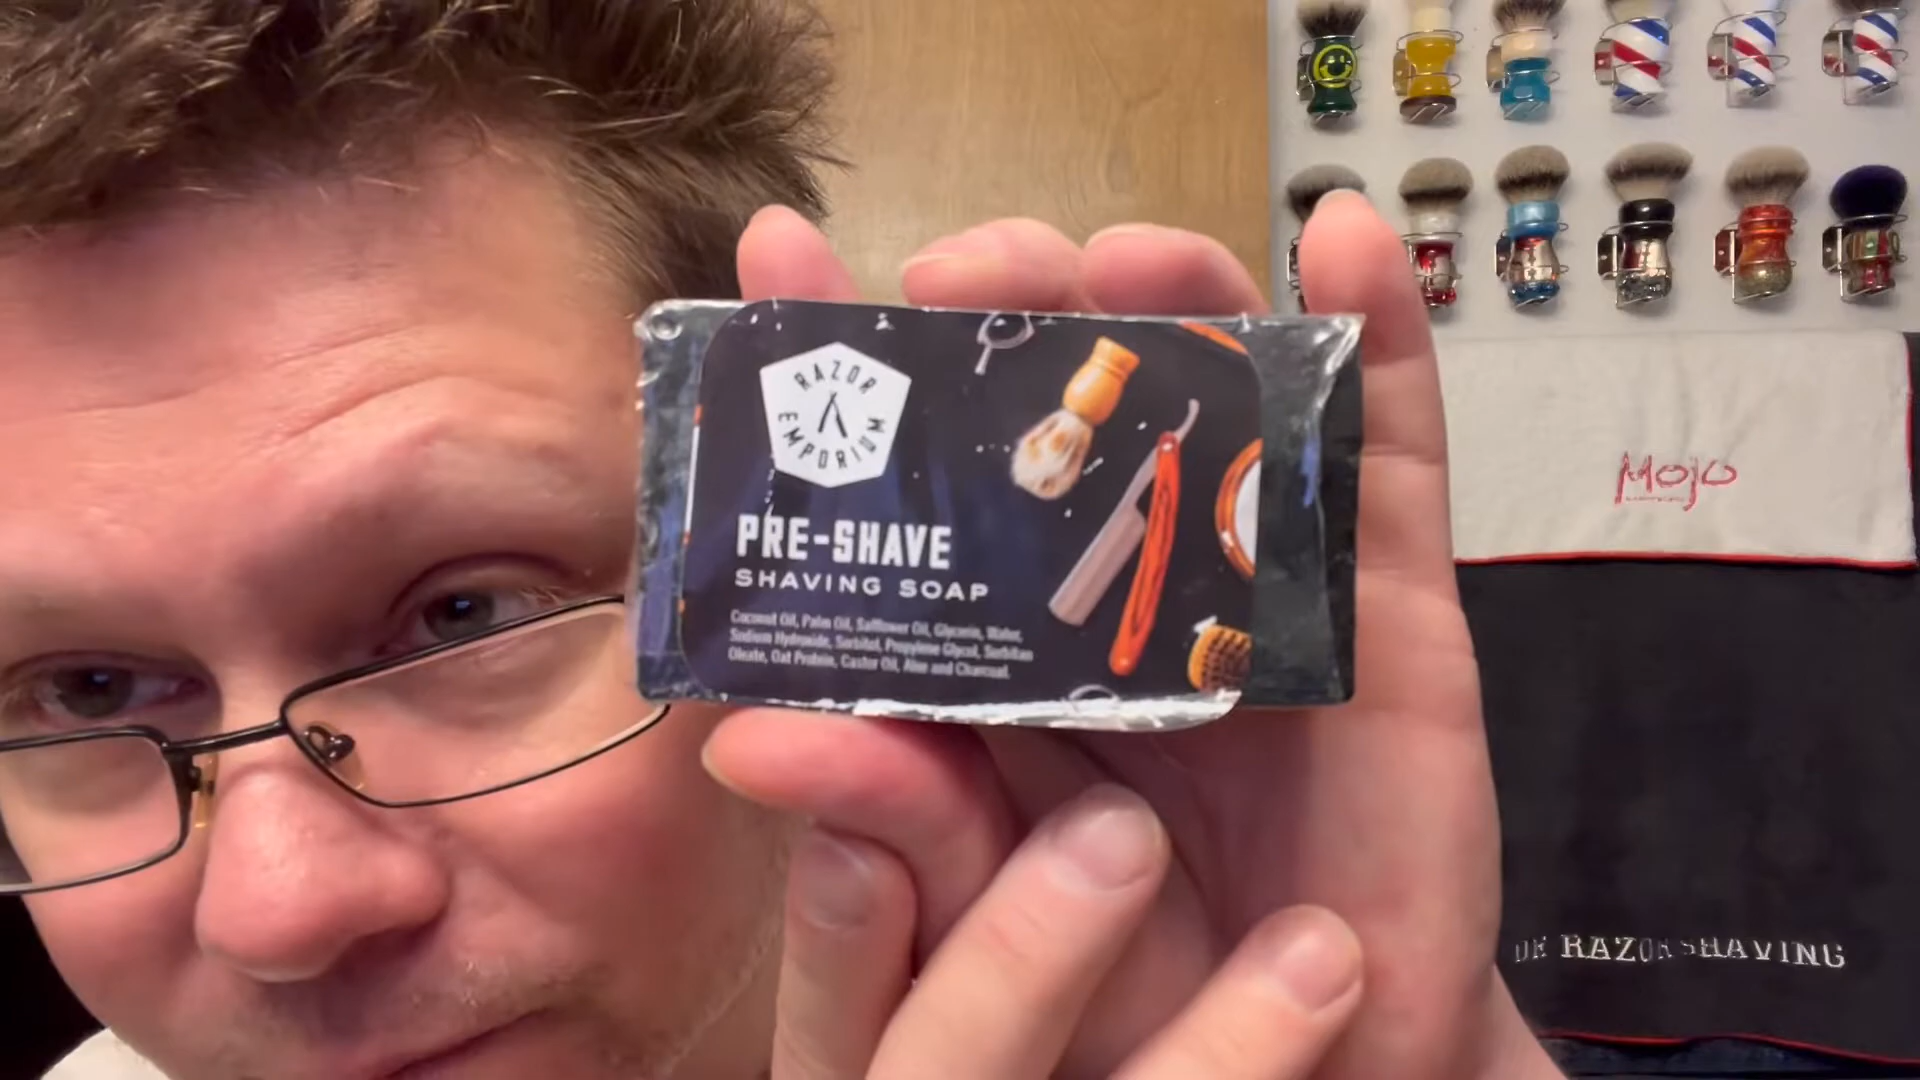 RAZOR
EMPORIUM
PRE-SHAVE
SHAVING SOAP
Coconut Oil, Palm Oil, Safflower Oil, Glycerin, Water,
Sodium Hydroxide, Sorbitol, Propylene Glycol, Sorbitan
Oleate, Oat Protein, Castor Oil, Aloe and Charcoal.
Mojo
DE RAZOR SHAVING